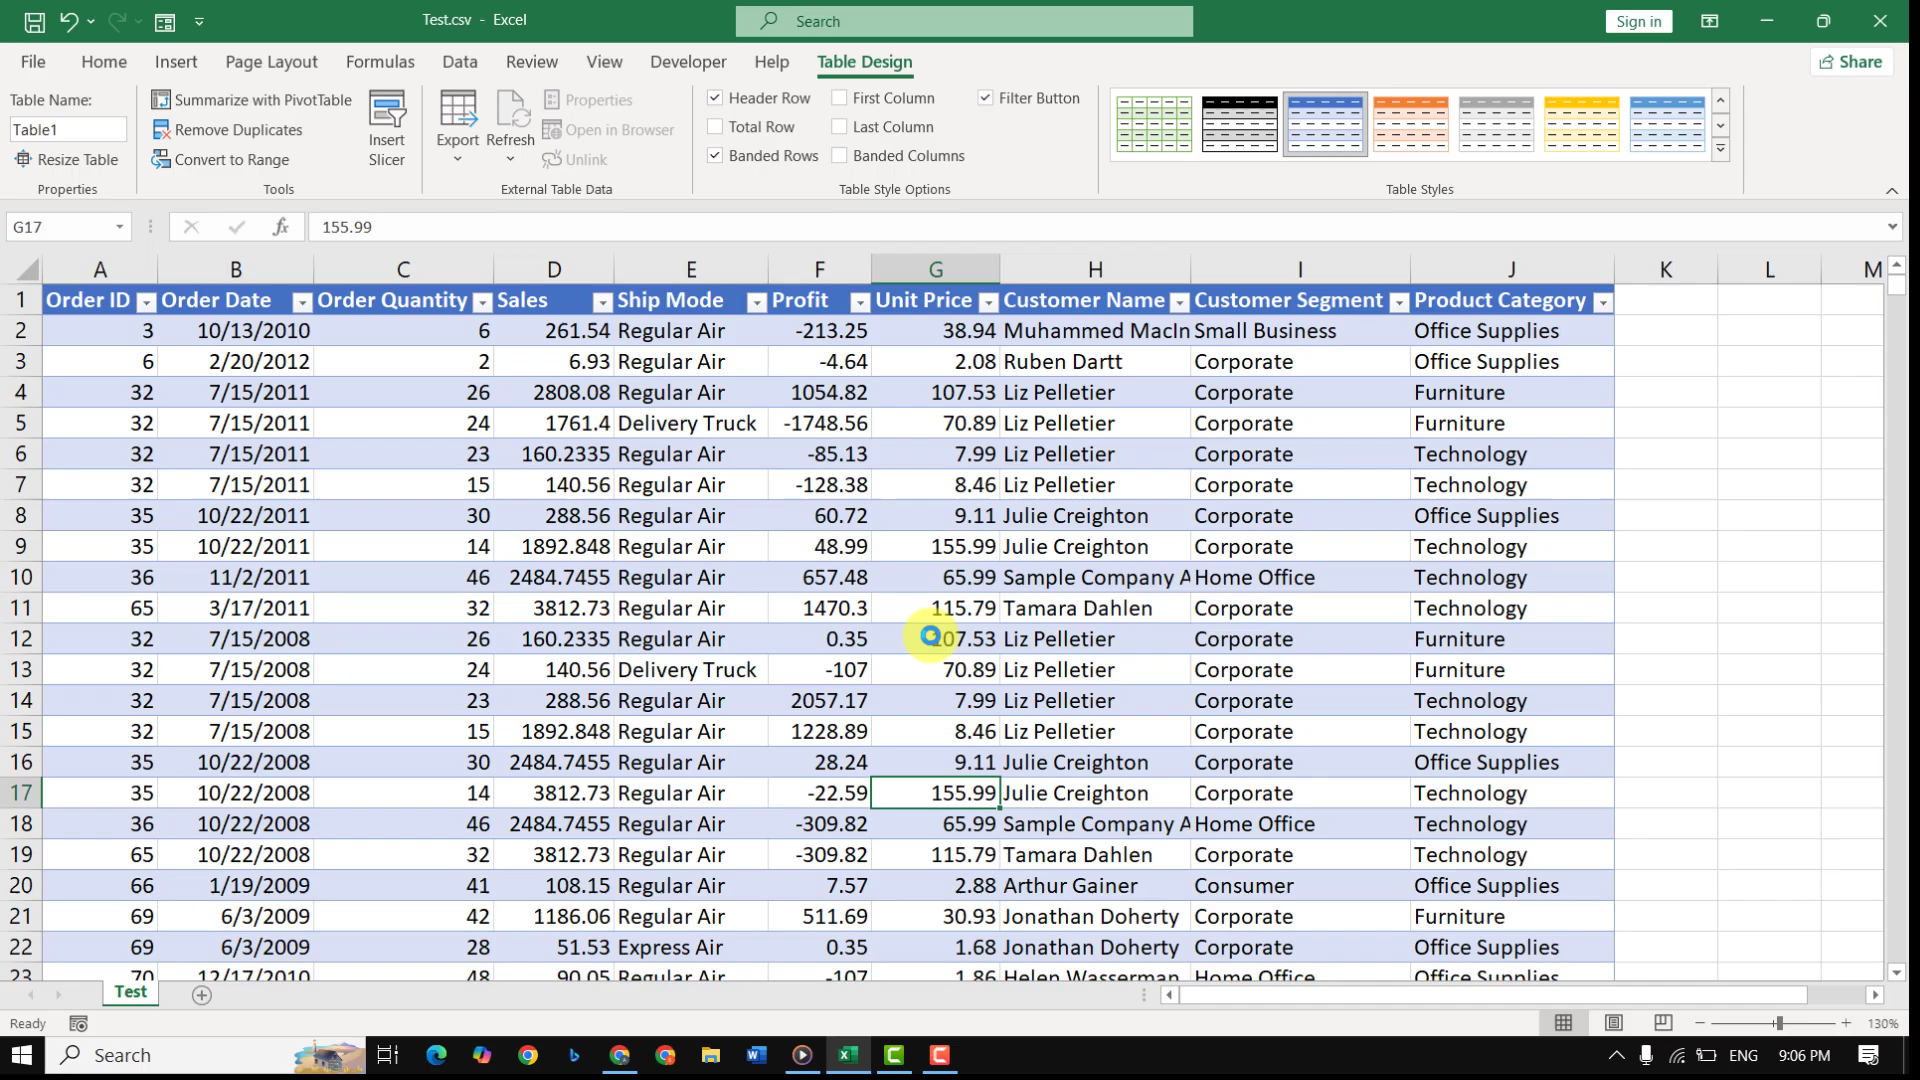 Test.csv - Excel
Search
Sign in
File Home Insert Page Layout Formulas Data Review View Developer Help Table Design
Share
Table Name:
Table1
Resize Table
Properties
Summarize with PivotTable
Remove Duplicates
Convert to Range
Tools
Insert
Slicer
Export
Refresh
Properties
Open in Browser
Unlink
External Table Data
Header Row First Column Filter Button
Total Row Last Column
Banded Rows Banded Columns
Table Style Options
Table Styles
G17 fx 155.99
A B C D E F G H I J K L M
1 Order ID Order Date Order Quantity Sales Ship Mode Profit Unit Price Customer Name Customer Segment Product Category
2 3 10/13/2010 6 261.54 Regular Air -213.25 38.94 Muhammed MacIn Small Business Office Supplies
3 6 2/20/2012 2 6.93 Regular Air -4.64 2.08 Ruben Dartt Corporate Office Supplies
4 32 7/15/2011 26 2808.08 Regular Air 1054.82 107.53 Liz Pelletier Corporate Furniture
5 32 7/15/2011 24 1761.4 Delivery Truck -1748.56 70.89 Liz Pelletier Corporate Furniture
6 32 7/15/2011 23 160.2335 Regular Air -85.13 7.99 Liz Pelletier Corporate Technology
7 32 7/15/2011 15 140.56 Regular Air -128.38 8.46 Liz Pelletier Corporate Technology
8 35 10/22/2011 30 288.56 Regular Air 60.72 9.11 Julie Creighton Corporate Office Supplies
9 35 10/22/2011 14 1892.848 Regular Air 48.99 155.99 Julie Creighton Corporate Technology
10 36 11/2/2011 46 2484.7455 Regular Air 657.48 65.99 Sample Company A Home Office Technology
11 65 3/17/2011 32 3812.73 Regular Air 1470.3 115.79 Tamara Dahlen Corporate Technology
12 32 7/15/2008 26 160.2335 Regular Air 0.35 107.53 Liz Pelletier Corporate Furniture
13 32 7/15/2008 24 140.56 Delivery Truck -107 70.89 Liz Pelletier Corporate Furniture
14 32 7/15/2008 23 288.56 Regular Air 2057.17 7.99 Liz Pelletier Corporate Technology
15 32 7/15/2008 15 1892.848 Regular Air 1228.89 8.46 Liz Pelletier Corporate Technology
16 35 10/22/2008 30 2484.7455 Regular Air 28.24 9.11 Julie Creighton Corporate Office Supplies
17 35 10/22/2008 14 3812.73 Regular Air -22.59 155.99 Julie Creighton Corporate Technology
18 36 10/22/2008 46 2484.7455 Regular Air -309.82 65.99 Sample Company A Home Office Technology
19 65 10/22/2008 32 3812.73 Regular Air -309.82 115.79 Tamara Dahlen Corporate Technology
20 66 1/19/2009 41 108.15 Regular Air 7.57 2.88 Arthur Gainer Consumer Office Supplies
21 69 6/3/2009 42 1186.06 Regular Air 511.69 30.93 Jonathan Doherty Corporate Furniture
22 69 6/3/2009 28 51.53 Express Air 0.35 1.68 Jonathan Doherty Corporate Office Supplies
23 70 12/17/2010 48 90.05 Regular Air -107 1.86 Helen Wasserman Home Office Office Supplies
Test
Ready
130%
Search
ENG 9:06 PM